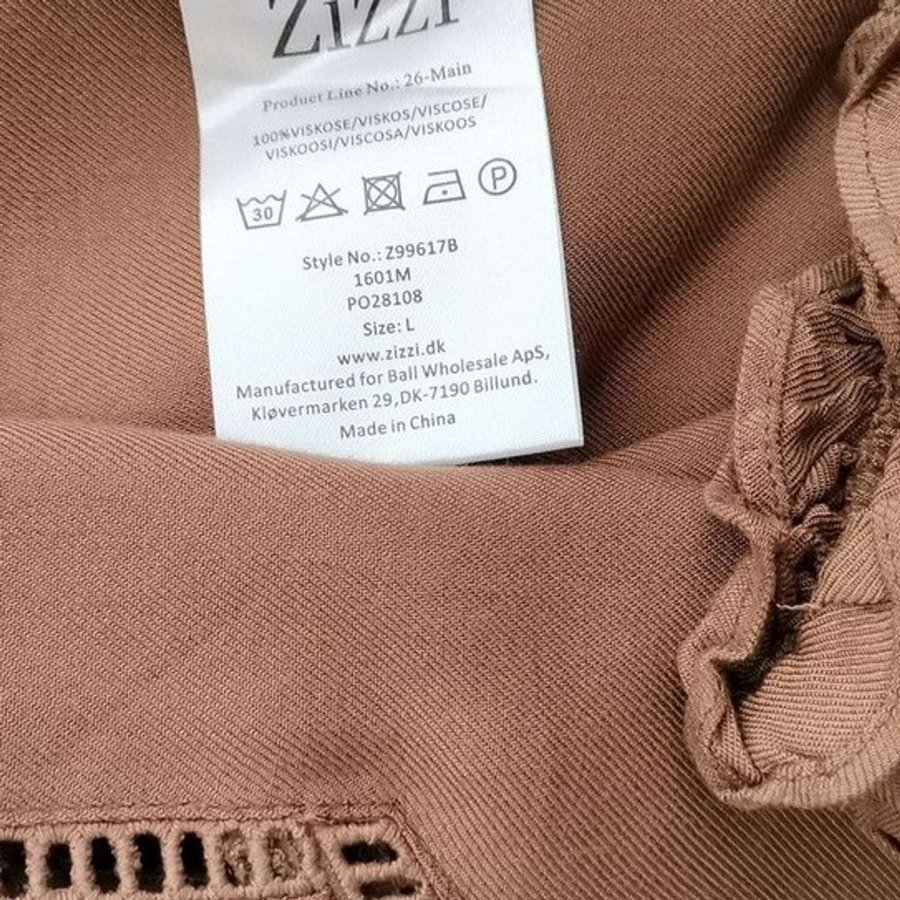 Zizzi
Product Line No.: 26-Main
100%VISKOSE/VISKOS/VISCOSE/
VISKOOSI/VISCOSA/VISKOOS
30
P
Style No.: Z99617B
1601M
PO28108
Size: L
www.zizzi.dk
Manufactured for Ball Wholesale ApS,
Kløvermarken 29,DK-7190 Billund.
Made in China